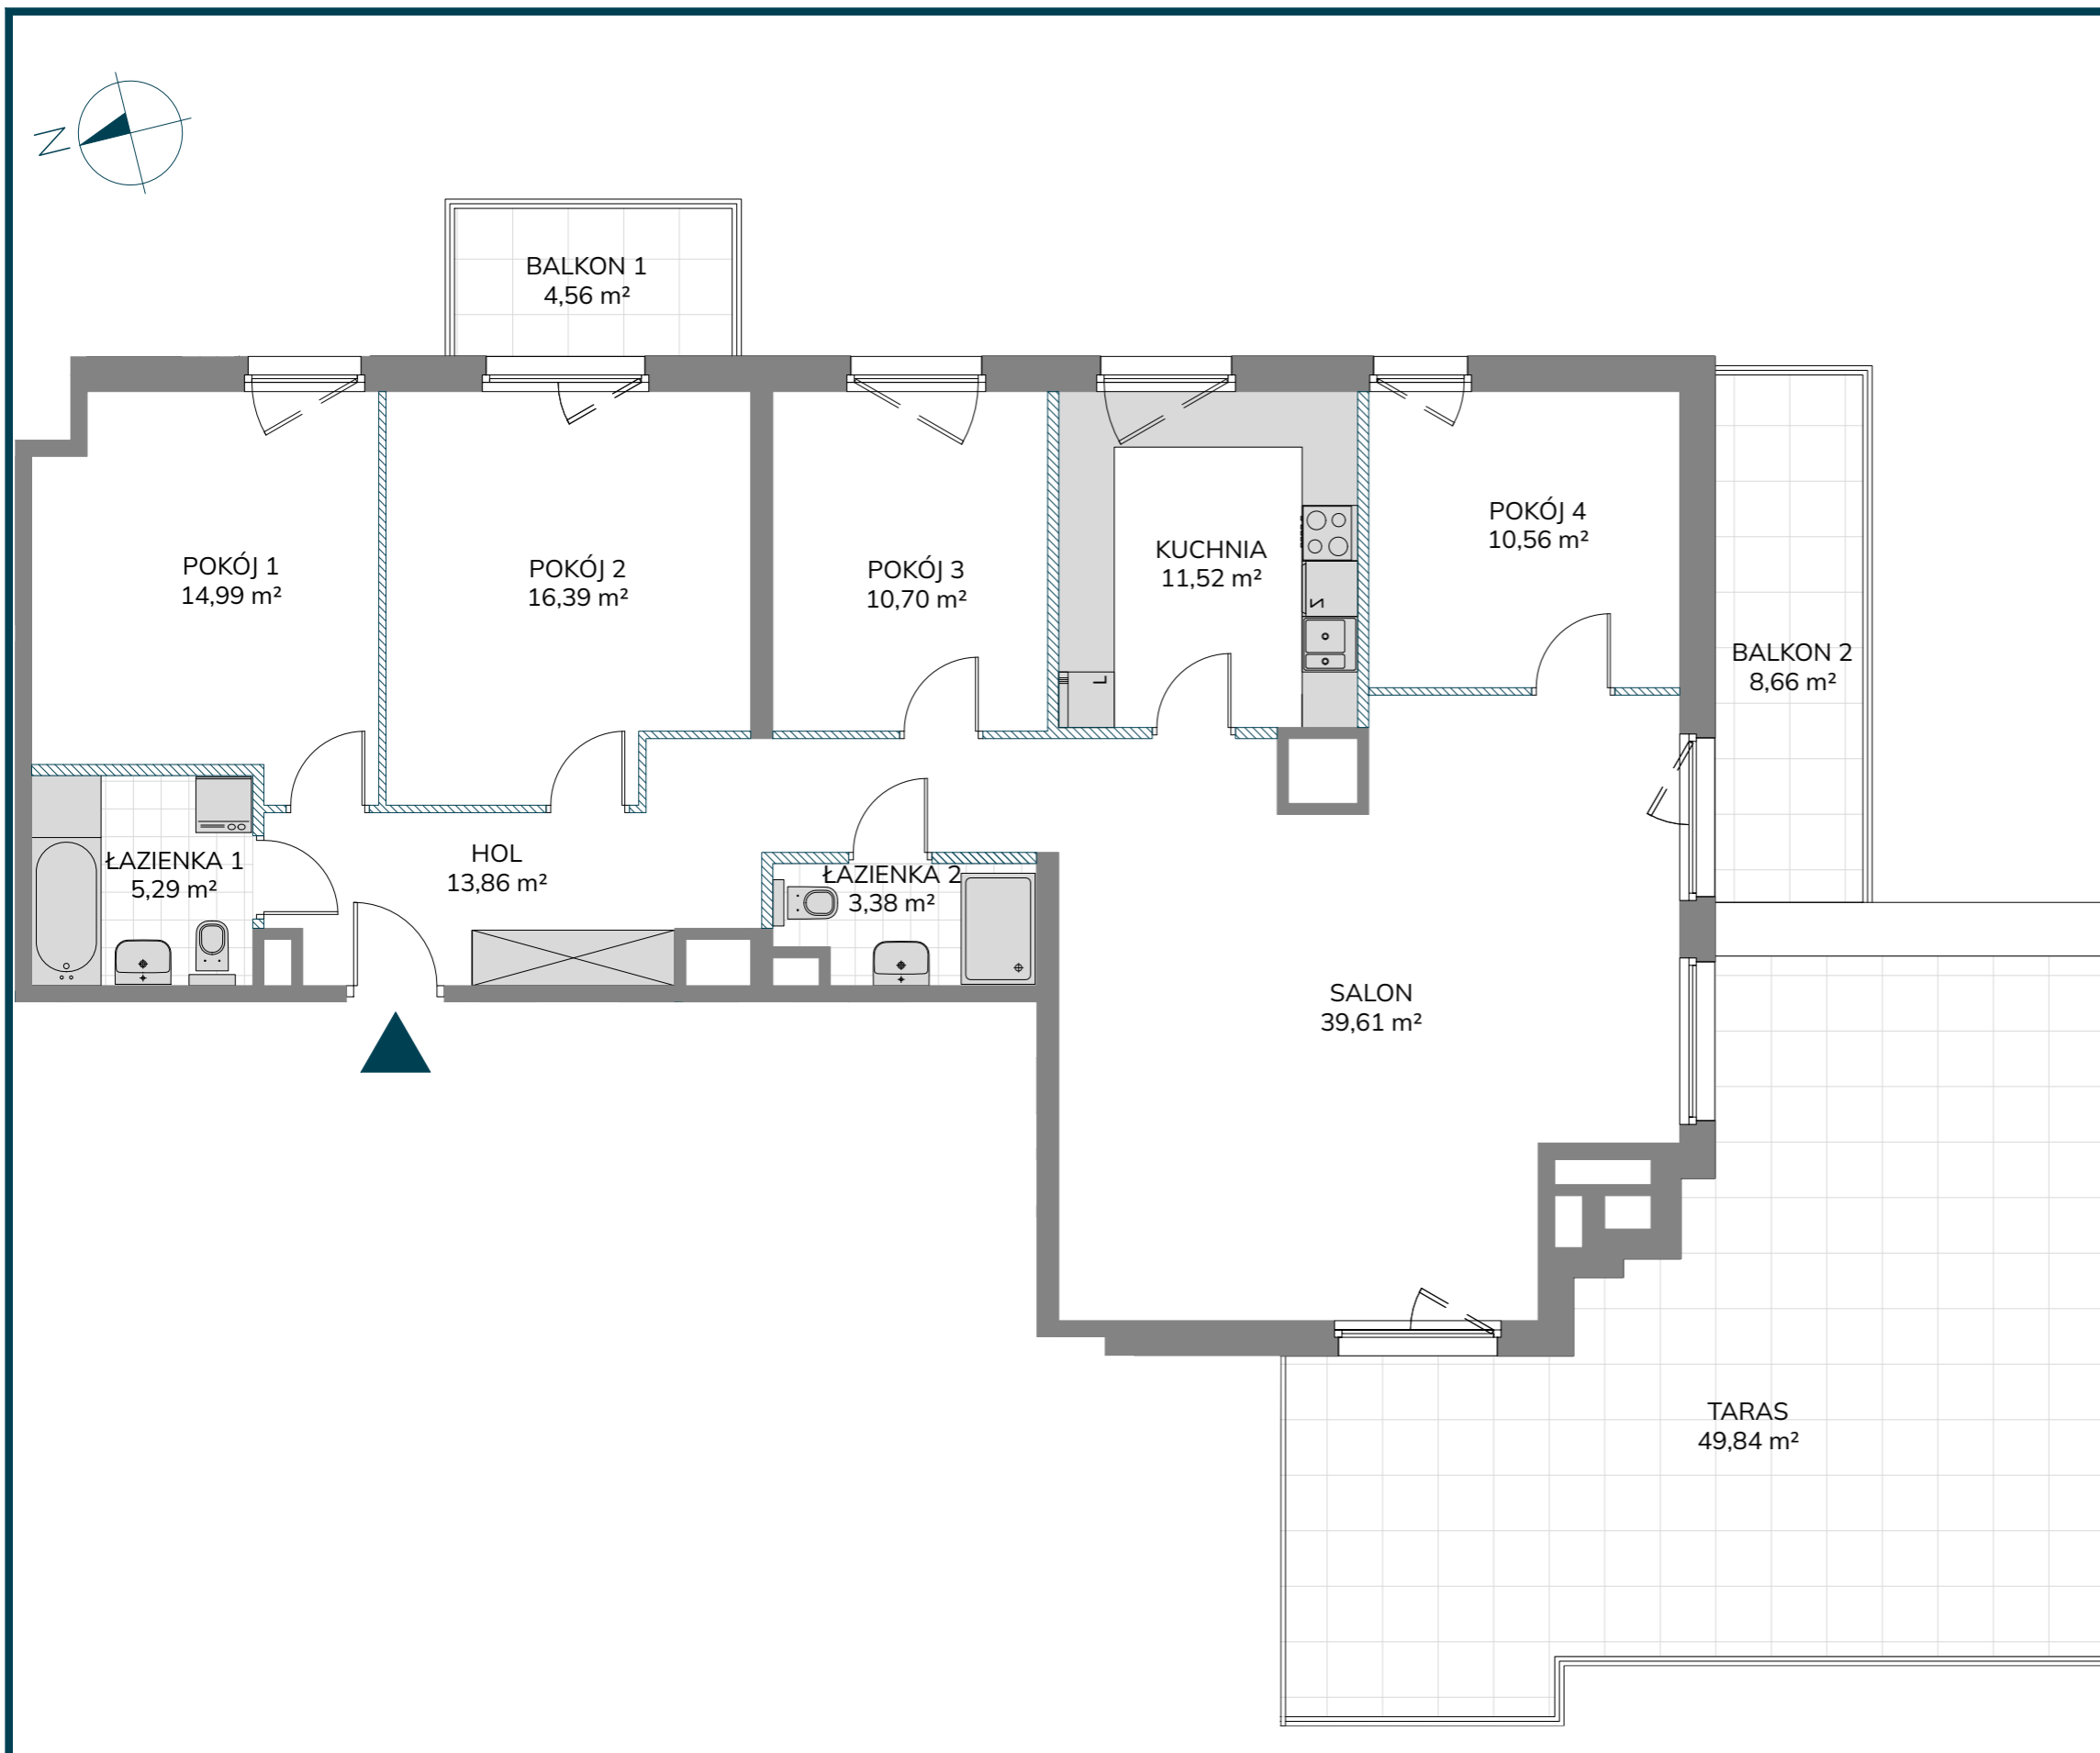 N
BALKON 1
4,56 m²
POKÓJ 1
14,99 m²
POKÓJ 2
16,39 m²
POKÓJ 3
10,70 m²
KUCHNIA
11,52 m²
POKÓJ 4
10,56 m²
BALKON 2
8,66 m²
Z
L
ŁAZIENKA 1
5,29 m²
HOL
13,86 m²
ŁAZIENKA 2
3,38 m²
SALON
39,61 m²
TARAS
49,84 m²